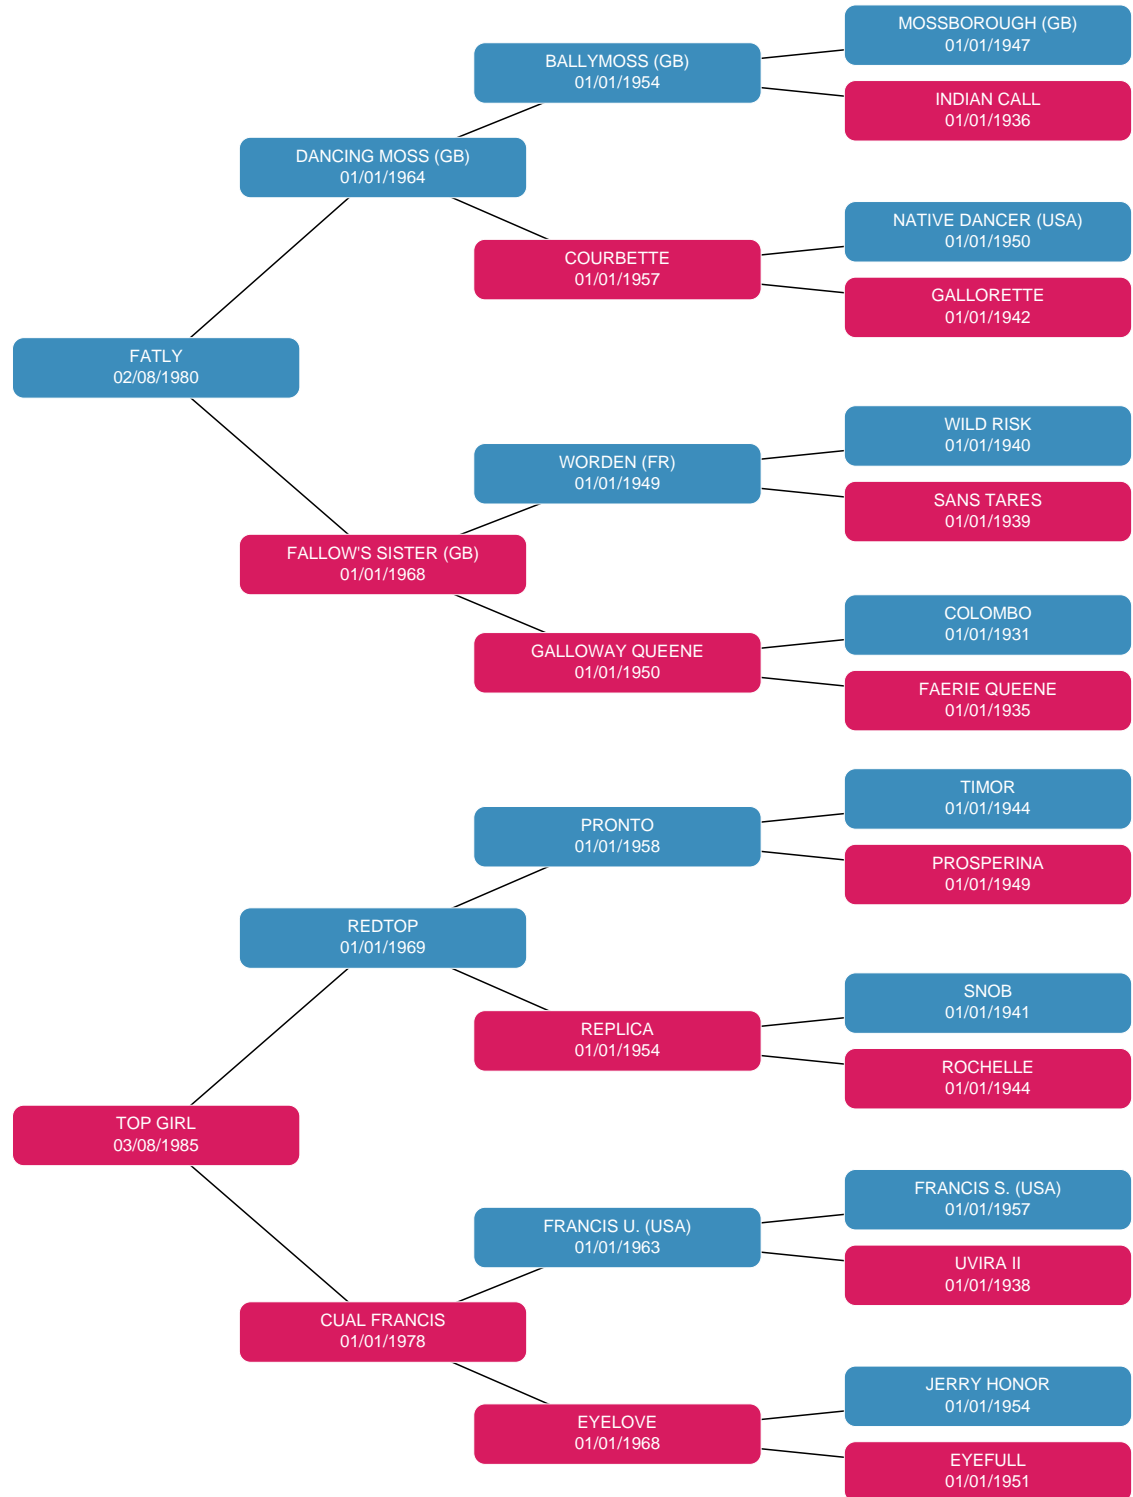 MOSSBOROUGH (GB)
01/01/1947
BALLYMOSS (GB)
01/01/1954
INDIAN CALL
01/01/1936
DANCING MOSS (GB)
01/01/1964
NATIVE DANCER (USA)
01/01/1950
COURBETTE
01/01/1957
GALLORETTE
01/01/1942
FATLY
02/08/1980
WILD RISK
01/01/1940
WORDEN (FR)
01/01/1949
SANS TARES
01/01/1939
FALLOW'S SISTER (GB)
01/01/1968
COLOMBO
01/01/1931
GALLOWAY QUEENE
01/01/1950
FAERIE QUEENE
01/01/1935
TIMOR
01/01/1944
PRONTO
01/01/1958
PROSPERINA
01/01/1949
REDTOP
01/01/1969
SNOB
01/01/1941
REPLICA
01/01/1954
ROCHELLE
01/01/1944
TOP GIRL
03/08/1985
FRANCIS S. (USA)
01/01/1957
FRANCIS U. (USA)
01/01/1963
UVIRA II
01/01/1938
CUAL FRANCIS
01/01/1978
JERRY HONOR
01/01/1954
EYELOVE
01/01/1968
EYEFULL
01/01/1951